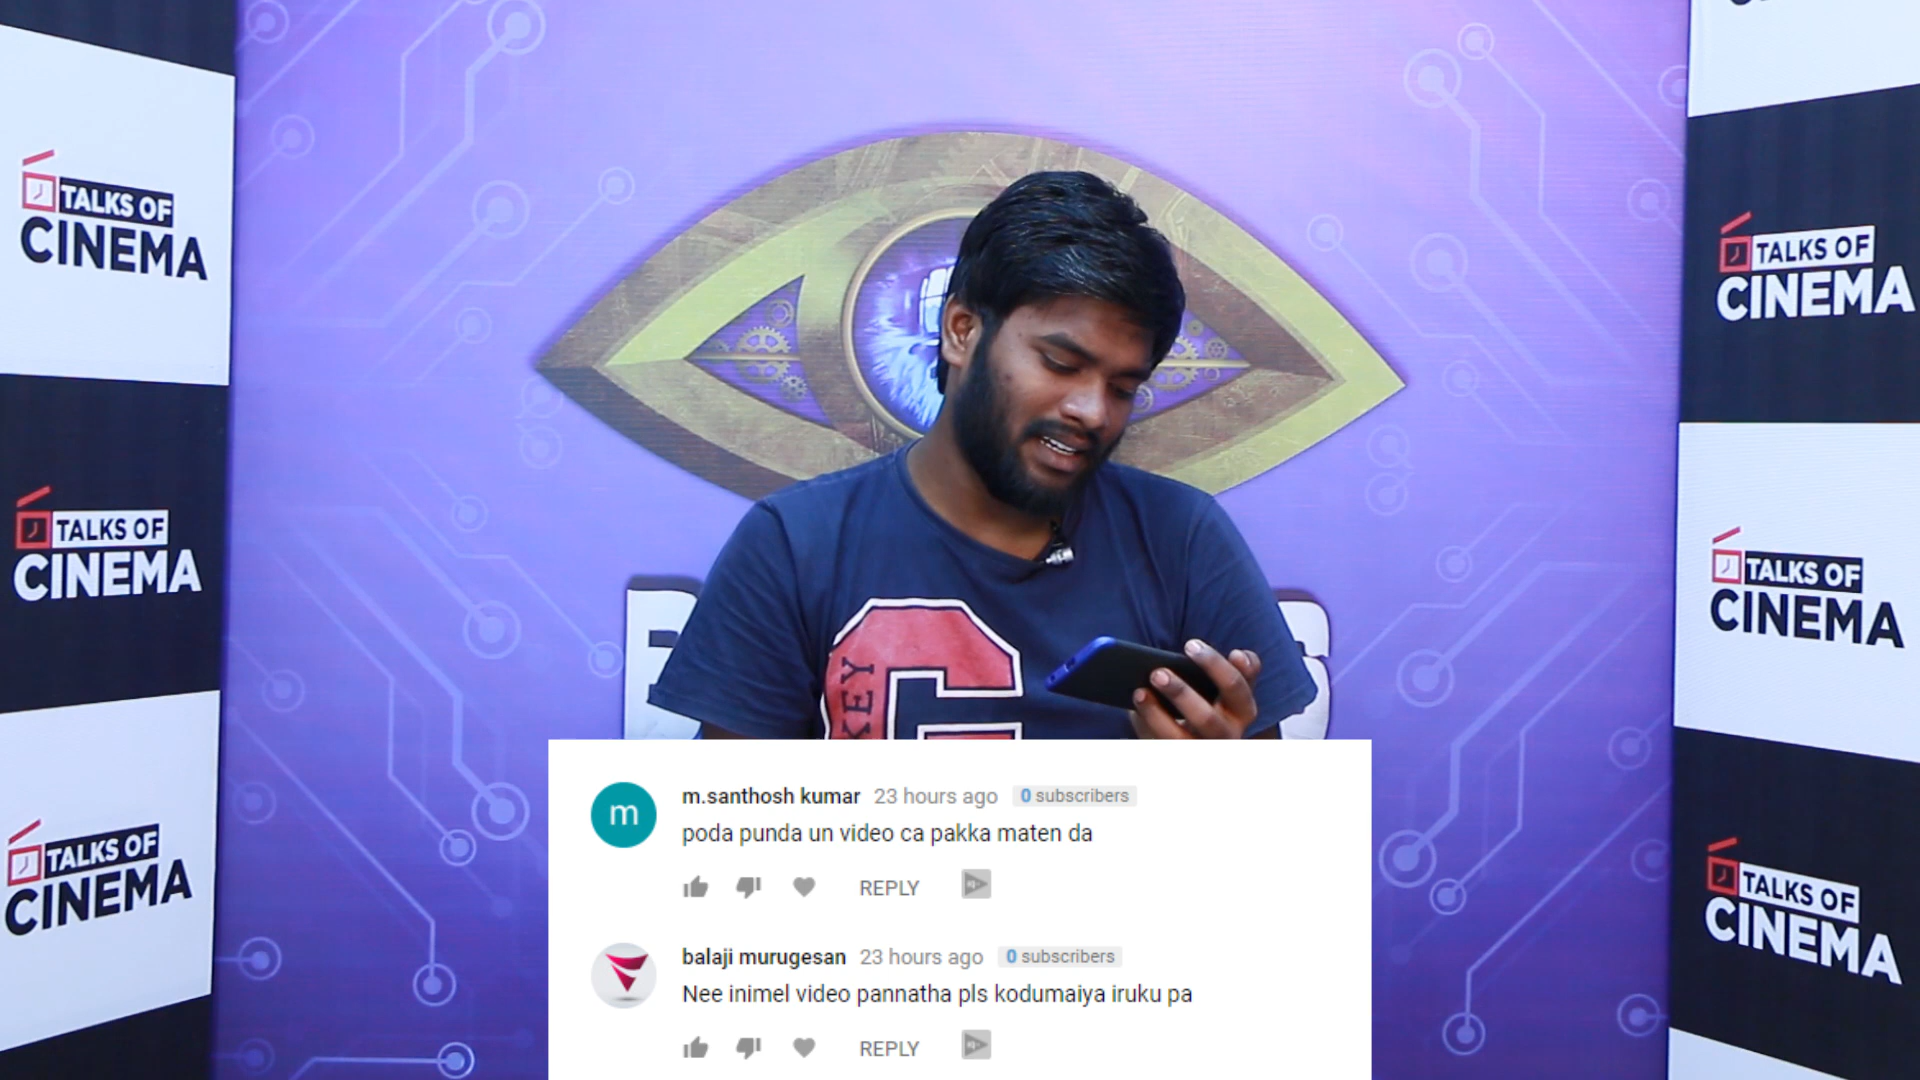 TALKS OF
CINEMA
TALKS OF
CINEMA
TALKS OF
CINEMA
TALKS OF
CINEMA
TALKS OF
CINEMA
TALKS OF
CINEMA
KEY
G
m
m.santhosh kumar 23 hours ago 0 subscribers
poda punda un video ca pakka maten da
REPLY
balaji murugesan 23 hours ago 0 subscribers
Nee inimel video pannatha pls kodumaiya iruku pa
REPLY